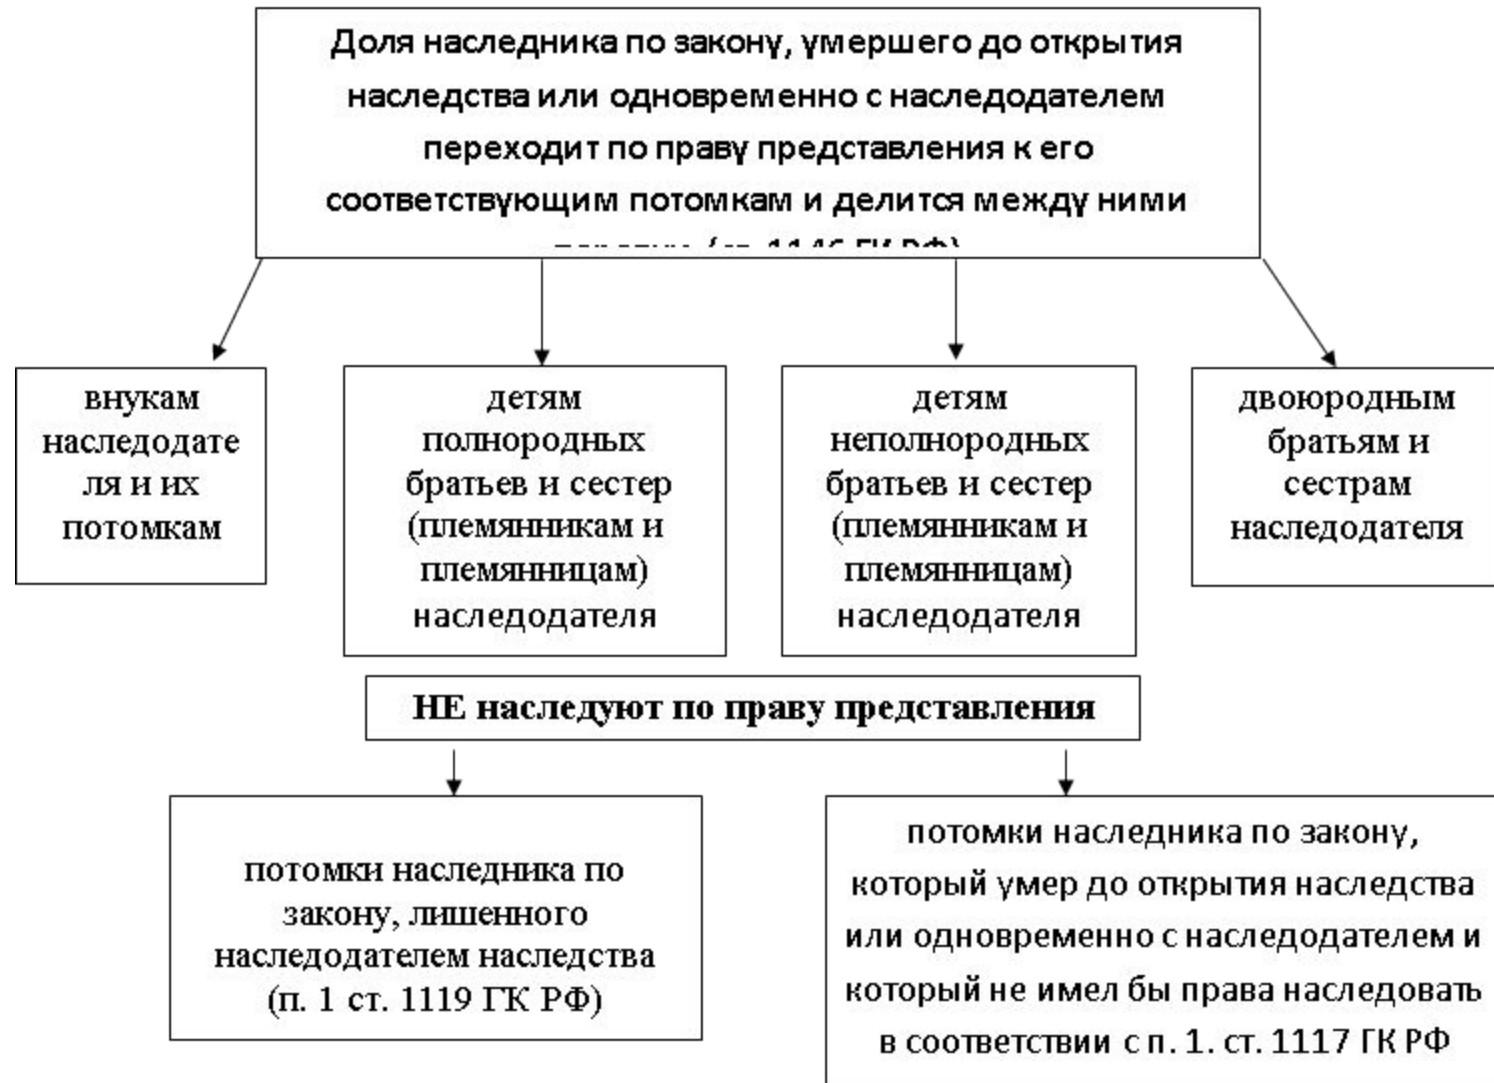 Доля наследника по закону, умершего до открытия
наследства или одновременно с наследодателем
переходит по праву представления к его
соответствующим потомкам и делится между ними
(ст. 1146 ГК РФ)
внукам
наследодате
ля и их
потомкам
детям
полнородных
братьев и сестер
(племянникам и
племянницам)
наследодателя
детям
неполнородных
братьев и сестер
(племянникам и
племянницам)
наследодателя
двоюродным
братьям и
сестрам
наследодателя
НЕ наследуют по праву представления
потомки наследника по
закону, лишенного
наследодателем наследства
(п. 1 ст. 1119 ГК РФ)
потомки наследника по закону,
который умер до открытия наследства
или одновременно с наследодателем и
который не имел бы права наследовать
в соответствии с п. 1. ст. 1117 ГК РФ